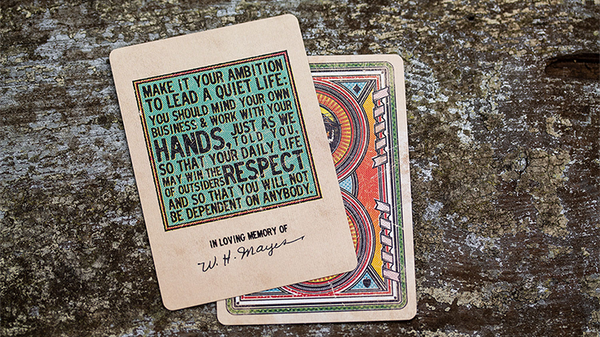 MAKE IT YOUR AMBITION
TO LEAD A QUIET LIFE:
YOU SHOULD MIND YOUR OWN
BUSINESS & WORK WITH YOUR
HANDS, JUST AS WE
TOLD YOU,
SO THAT YOUR DAILY LIFE
MAY WIN THE
OF OUTSIDERS RESPECT
AND SO THAT YOU WILL NOT
BE DEPENDENT ON ANYBODY.
IN LOVING MEMORY OF
W. H. Mayes